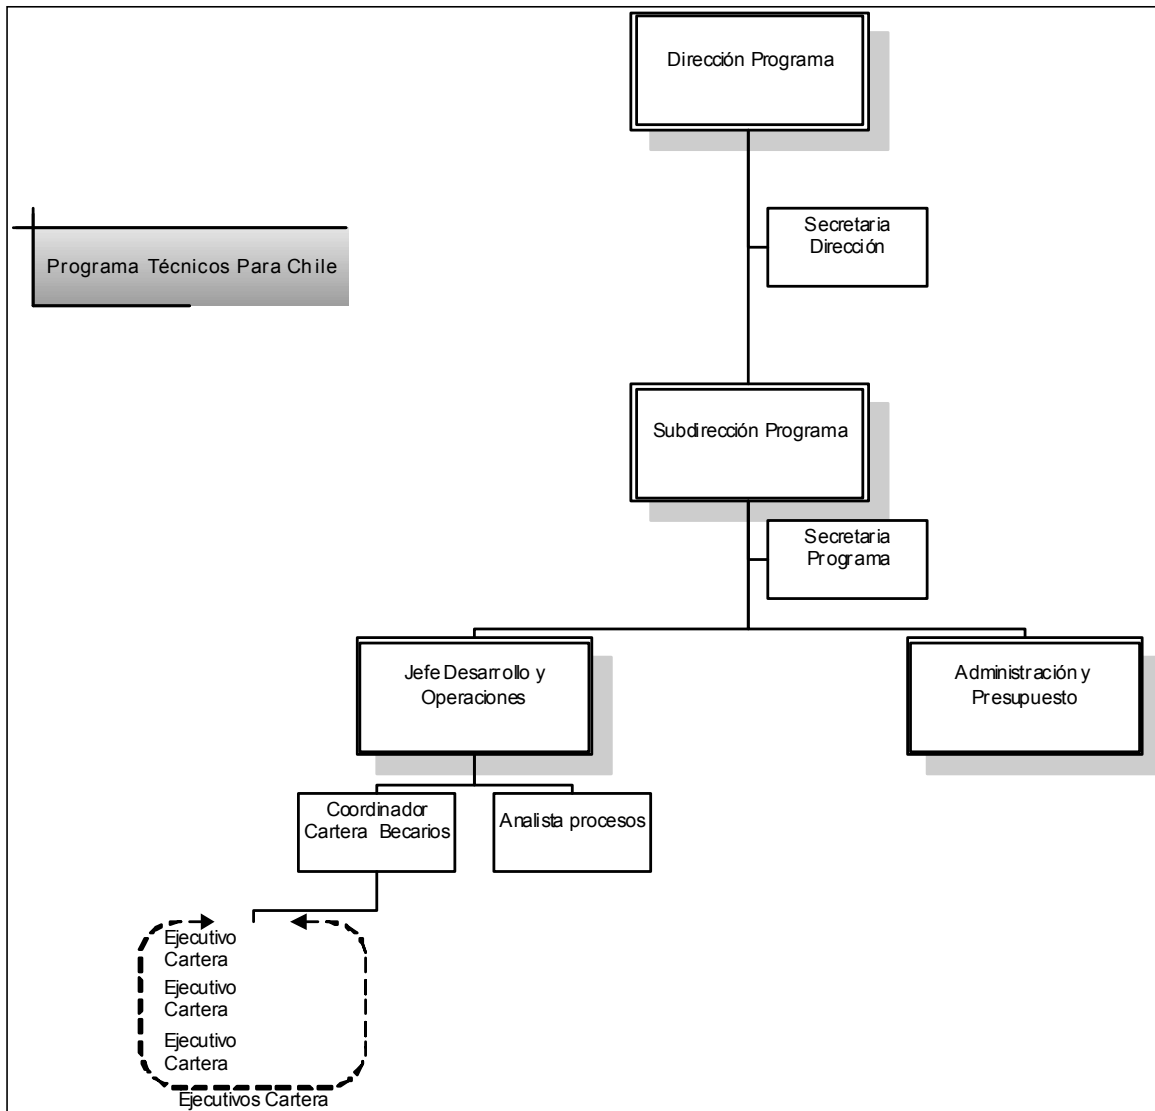 Dirección Programa
Secretaria
Dirección
Programa Técnicos Para Chile
Subdirección Programa
Secretaria
Programa
Jefe Desarrollo y
Operaciones
Administración y
Presupuesto
Coordinador
Cartera Becarios
Analista procesos
Ejecutivo
Cartera
Ejecutivo
Cartera
Ejecutivo
Cartera
Ejecutivos Cartera